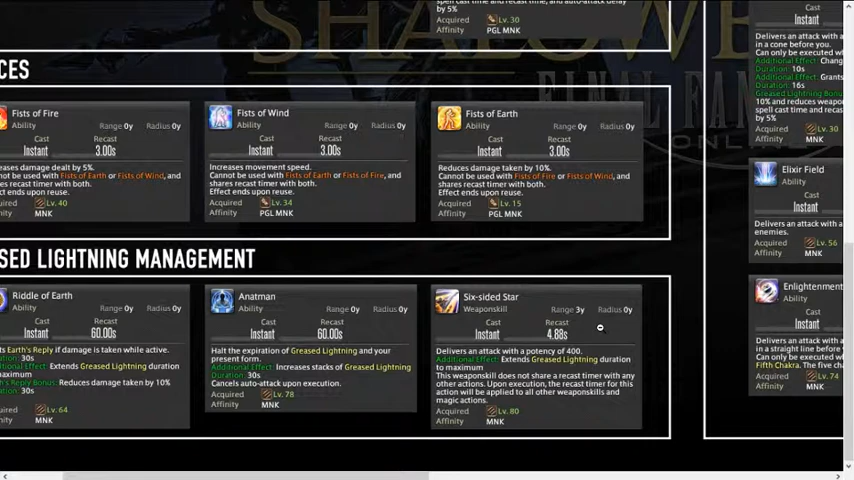 by 5%
Acquired Lv. 30
Affinity PGL MNK
CES
Fists of Fire
Ability Range 0y Radius 0y
Cast Recast
Instant 3.00s
eases damage dealt by 5%.
not be used with Fists of Earth or Fists of Wind, and
shares recast timer with both.
Effect ends upon reuse.
Lv. 40
MNK
Fists of Wind
Ability Range 0y Radius 0y
Cast Recast
Instant 3.00s
Increases movement speed.
Cannot be used with Fists of Earth or Fists of Fire, and
shares recast timer with both.
Effect ends upon reuse.
Acquired Lv. 34
Affinity PGL MNK
Fists of Earth
Ability Range 0y Radius 0y
Cast Recast
Instant 3.00s
Reduces damage taken by 10%.
Cannot be used with Fists of Fire or Fists of Wind, and
shares recast timer with both.
Effect ends upon reuse.
Acquired Lv. 15
Affinity PGL MNK
SED LIGHTNING MANAGEMENT
Riddle of Earth
Ability Range 0y Radius 0y
Cast Recast
Instant 60.00s
ts Earth's Reply if damage is taken while active.
tion: 30s
Additional Effect: Extends Greased Lightning duration
maximum
h's Reply Bonus: Reduces damage taken by 10%
tion: 30s
Lv. 64
MNK
Anatman
Ability Range 0y Radius 0y
Cast Recast
Instant 60.00s
Halt the expiration of Greased Lightning and your
present form.
Additional Effect: Increases stacks of Greased Lightning
Duration: 30s
Cancels auto-attack upon execution.
Acquired Lv. 78
Affinity MNK
Six-sided Star
Weaponskill Range 3y Radius 0y
Cast Recast
Instant 4.88s
Delivers an attack with a potency of 400.
Additional Effect: Extends Greased Lightning duration
to maximum
This weaponskill does not share a recast timer with any
other actions. Upon execution, the recast timer for this
action will be applied to all other weaponskills and
magic actions.
Acquired Lv. 80
Affinity MNK
Cast
Instant
Delivers an attack with a
in a cone before you.
Can only be executed w
Additional Effect: Chang
Duration: 10s
Additional Effect: Grants
Duration: 16s
Greased Lightning Bonus
10% and reduces weapo
spell cast time and recas
by 5%
Acquired Lv. 30
Affinity MNK
Elixir Field
Ability
Cast
Instant
Delivers an attack with a
enemies.
Acquired Lv. 56
Affinity MNK
Enlightenment
Ability
Cast
Instant
Delivers an attack with a
in a straight line before y
Can only be executed wh
Fifth Chakra. The five cha
Acquired Lv. 74
Affinity MNK